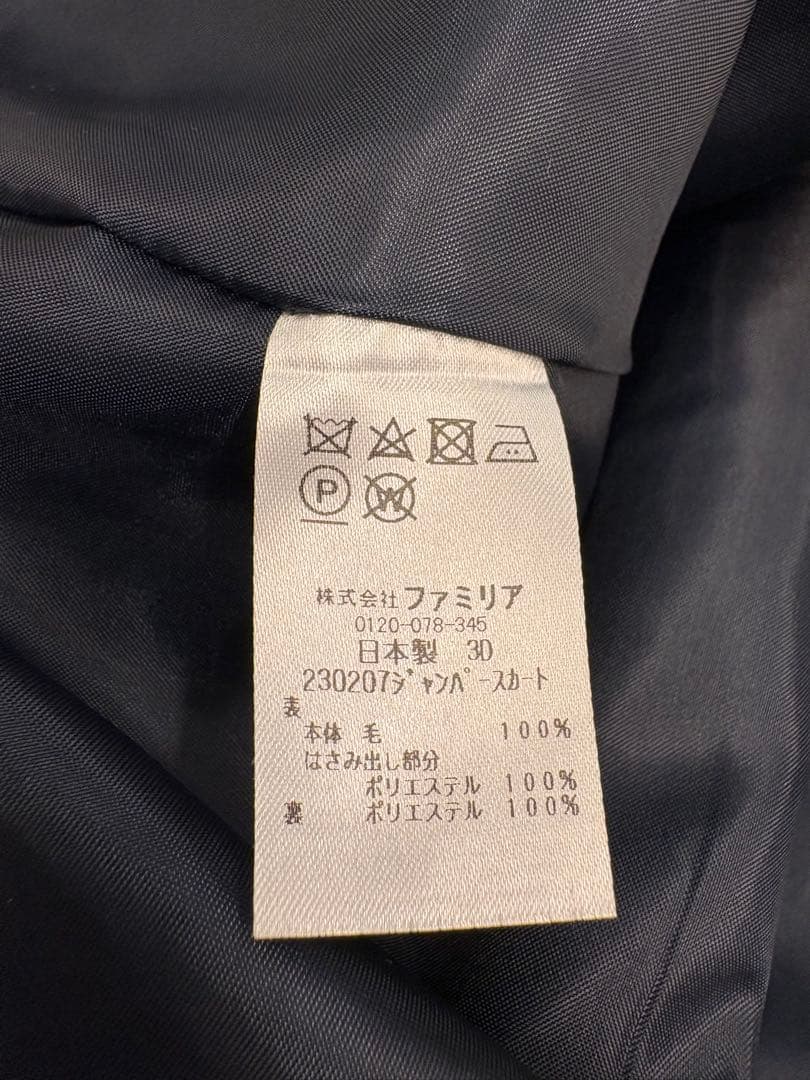 P W
株式会社ファミリア
0120-078-345
日本製 3D
230207ジャンパースカート
表
本体 毛 100%
はさみ出し部分
ポリエステル 100%
裏 ポリエステル 100%